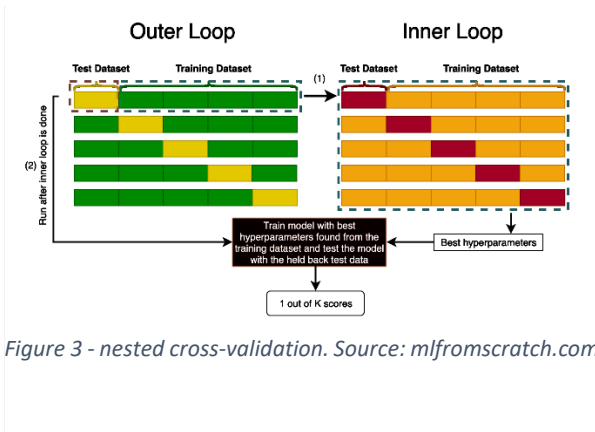 Outer Loop
Inner Loop
Test Dataset
Training Dataset
(1)
Test Dataset
Training Dataset
Run after inner loop is done
(2)
Train model with best
hyperparameters found from the
training dataset and test the model
with the held back test data
Best hyperparameters
1 out of K scores
Figure 3 - nested cross-validation. Source: mlfromscratch.com